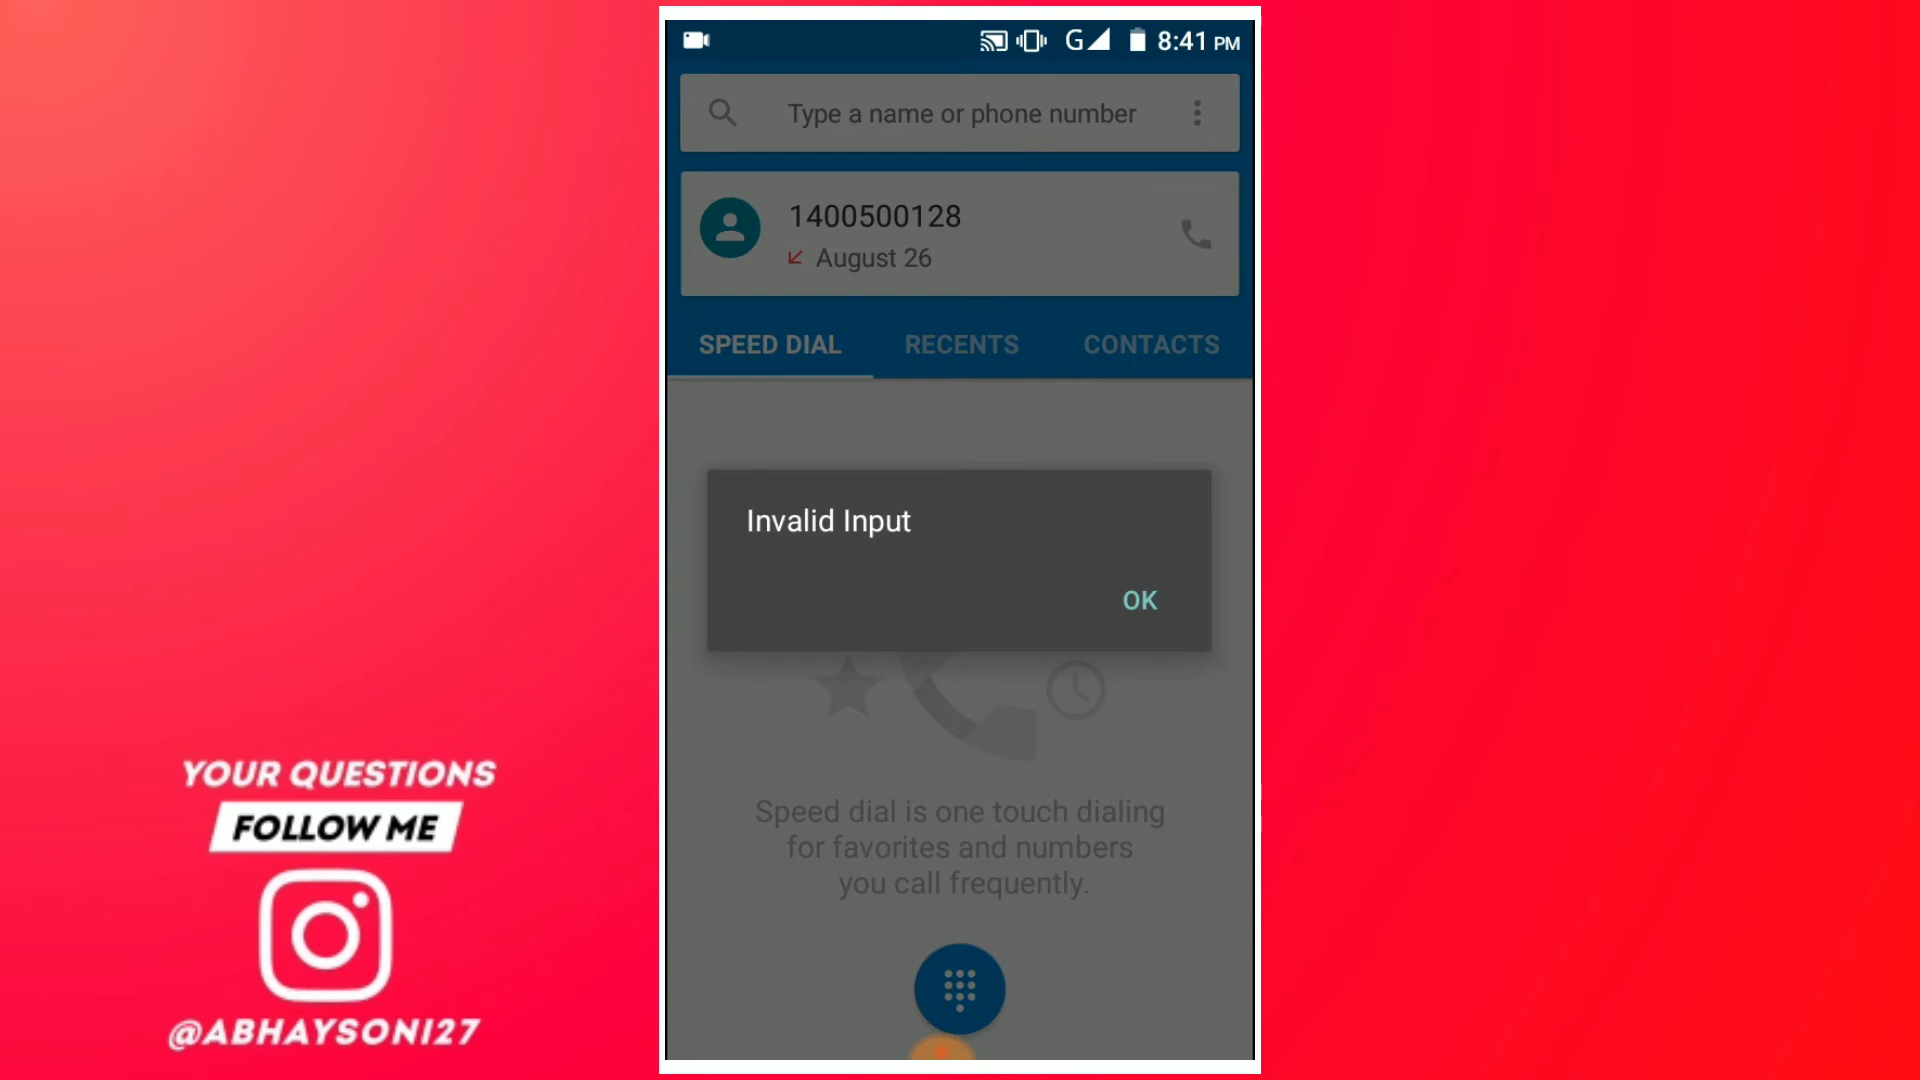 G 8:41 PM
Type a name or phone number
1400500128
August 26
SPEED DIAL RECENTS CONTACTS
Invalid Input
OK
Speed dial is one touch dialing
for favorites and numbers
you call frequently.
YOUR QUESTIONS
FOLLOW ME
@ABHAYSONI27